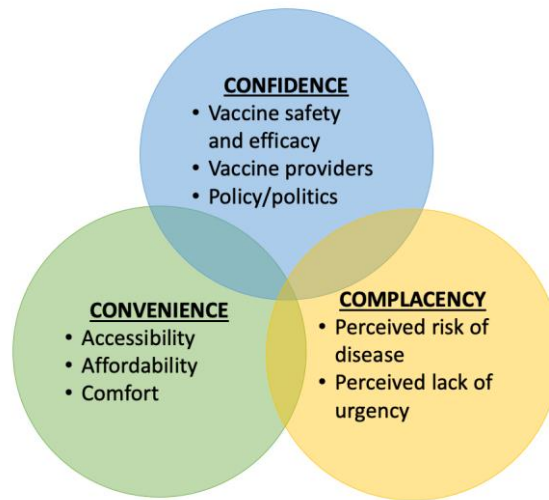 CONFIDENCE
• Vaccine safety
and efficacy
• Vaccine providers
• Policy/politics
CONVENIENCE
• Accessibility
• Affordability
• Comfort
COMPLACENCY
• Perceived risk of
disease
• Perceived lack of
urgency